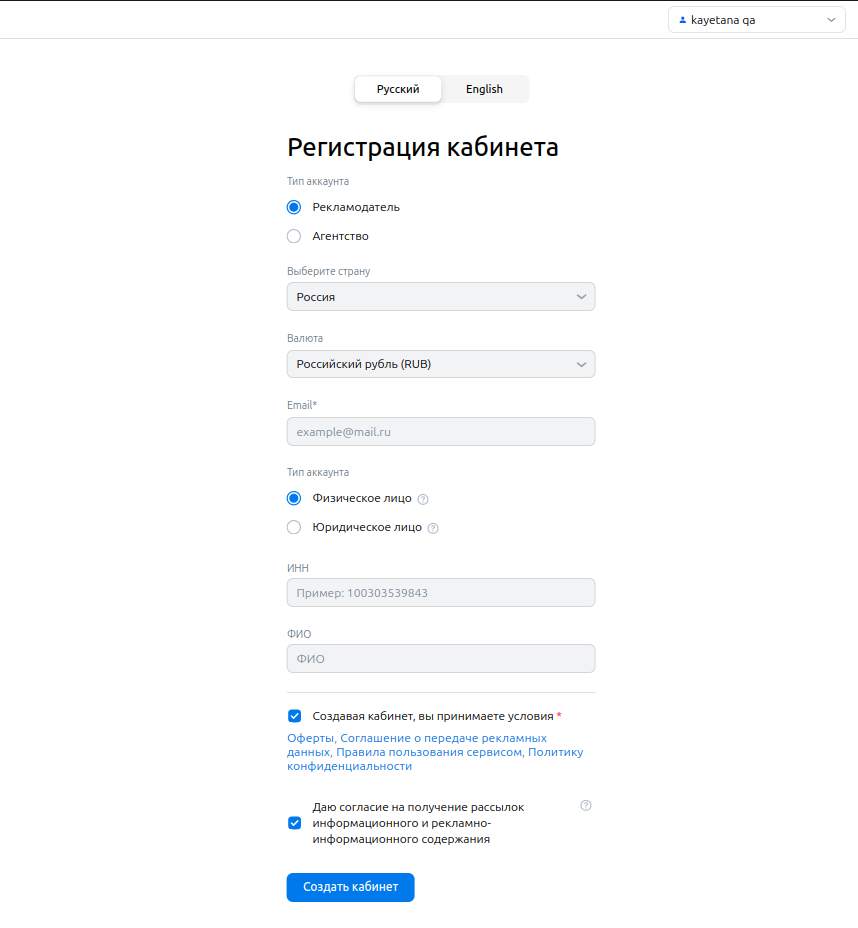 kayetana qa
Русский
English
Регистрация кабинета
Тип аккаунта
Рекламодатель
Агентство
Выберите страну
Россия
Валюта
Российский рубль (RUB)
Email*
example@mail.ru
Тип аккаунта
Физическое лицо ?
Юридическое лицо ?
ИНН
Пример: 100303539843
ФИО
ФИО
Создавая кабинет, вы принимаете условия *
Оферты, Соглашение о передаче рекламных
данных, Правила пользования сервисом, Политику
конфиденциальности
Даю согласие на получение рассылок ?
информационного и рекламно-
информационного содержания
Создать кабинет